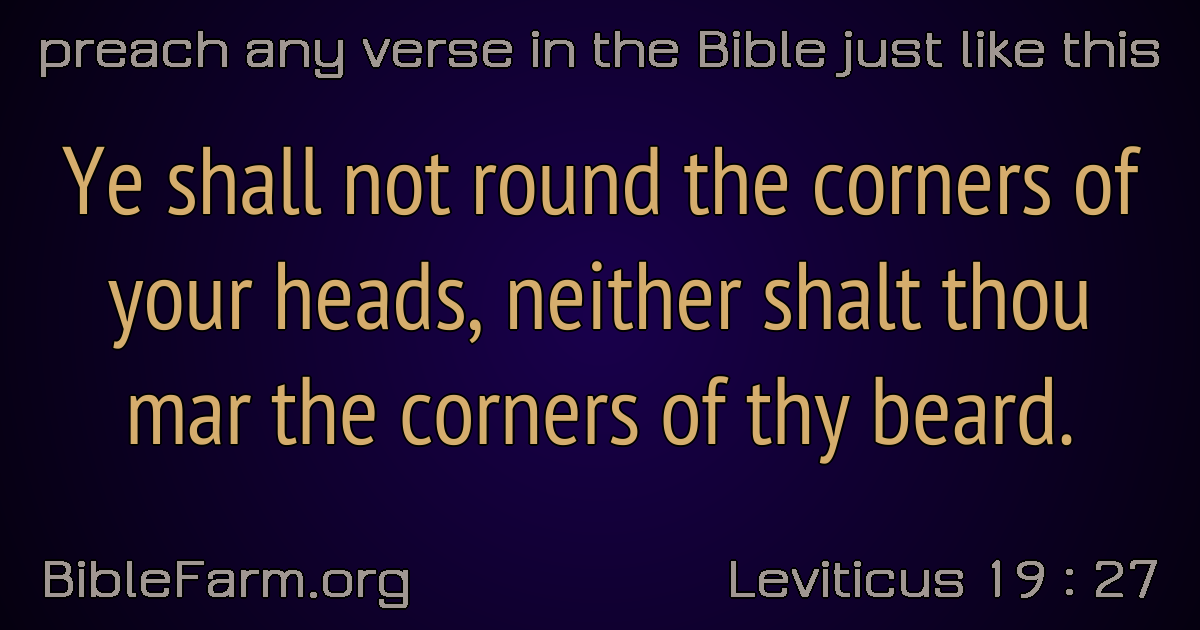 preach any verse in the Bible just like this
Ye shall not round the corners of
your heads, neither shalt thou
mar the corners of thy beard.
BibleFarm.org
Leviticus 19 : 27